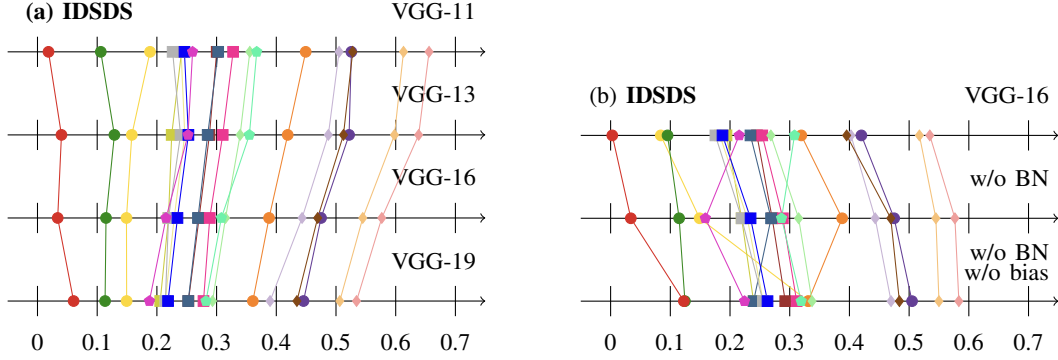 (a) IDSDS
VGG-11
VGG-13
VGG-16
VGG-19
0 0.1 0.2 0.3 0.4 0.5 0.6 0.7
(b) IDSDS
VGG-16
w/o BN
w/o BN
w/o bias
0 0.1 0.2 0.3 0.4 0.5 0.6 0.7